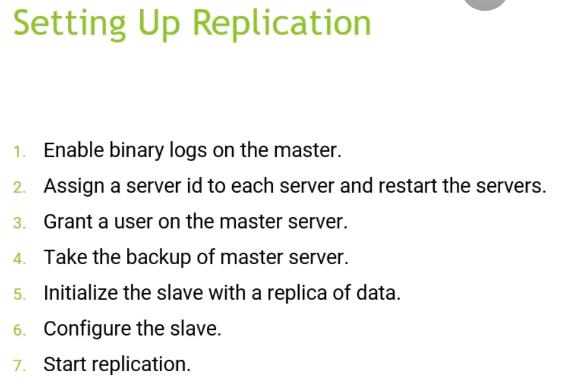 Setting Up Replication
1. Enable binary logs on the master.
2. Assign a server id to each server and restart the servers.
3. Grant a user on the master server.
4. Take the backup of master server.
5. Initialize the slave with a replica of data.
6. Configure the slave.
7. Start replication.